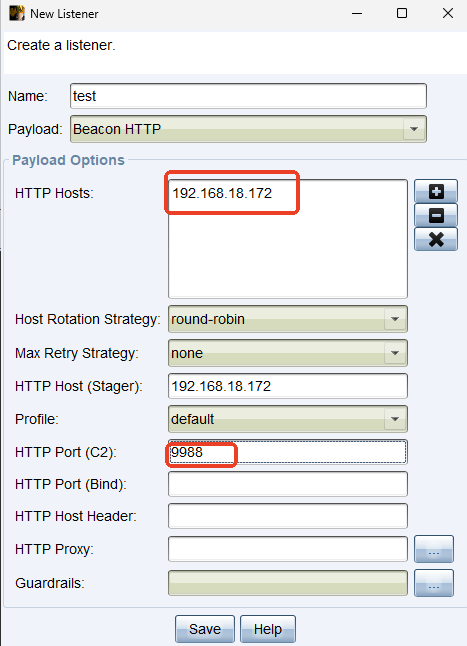 New Listener
Create a listener.
Name: test
Payload: Beacon HTTP
Payload Options
HTTP Hosts: 192.168.18.172
Host Rotation Strategy: round-robin
Max Retry Strategy: none
HTTP Host (Stager): 192.168.18.172
Profile: default
HTTP Port (C2): 9988
HTTP Port (Bind):
HTTP Host Header:
HTTP Proxy: ...
Guardrails: ...
Save Help